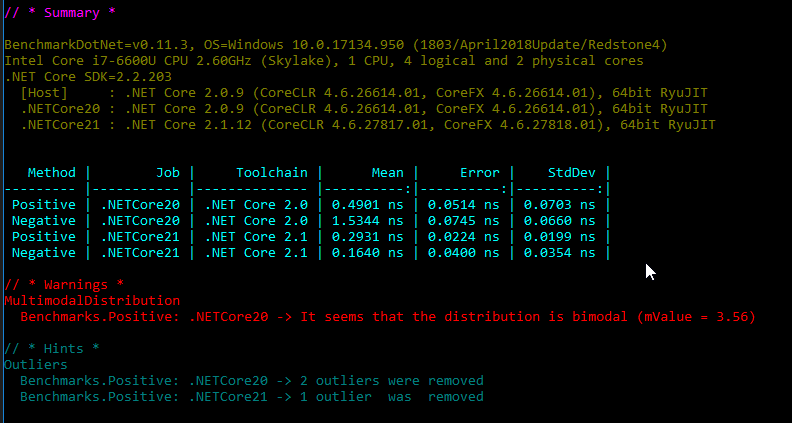 // * Summary *
BenchmarkDotNet=v0.11.3, OS=Windows 10.0.17134.950 (1803/April2018Update/Redstone4)
Intel Core i7-6600U CPU 2.60GHz (Skylake), 1 CPU, 4 logical and 2 physical cores
.NET Core SDK=2.2.203
  [Host]     : .NET Core 2.0.9 (CoreCLR 4.6.26614.01, CoreFX 4.6.26614.01), 64bit RyuJIT
  .NETCore20 : .NET Core 2.0.9 (CoreCLR 4.6.26614.01, CoreFX 4.6.26614.01), 64bit RyuJIT
  .NETCore21 : .NET Core 2.1.12 (CoreCLR 4.6.27817.01, CoreFX 4.6.27818.01), 64bit RyuJIT
   Method |        Job |     Toolchain |      Mean |     Error |    StdDev |
--------- |----------- |-------------- |----------:|----------:|----------:|
 Positive | .NETCore20 | .NET Core 2.0 | 0.4901 ns | 0.0514 ns | 0.0703 ns |
 Negative | .NETCore20 | .NET Core 2.0 | 1.5344 ns | 0.0745 ns | 0.0660 ns |
 Positive | .NETCore21 | .NET Core 2.1 | 0.2931 ns | 0.0224 ns | 0.0199 ns |
 Negative | .NETCore21 | .NET Core 2.1 | 0.1640 ns | 0.0400 ns | 0.0354 ns |
// * Warnings *
MultimodalDistribution
  Benchmarks.Positive: .NETCore20 -> It seems that the distribution is bimodal (mValue = 3.56)
// * Hints *
Outliers
  Benchmarks.Positive: .NETCore20 -> 2 outliers were removed
  Benchmarks.Positive: .NETCore21 -> 1 outlier  was  removed